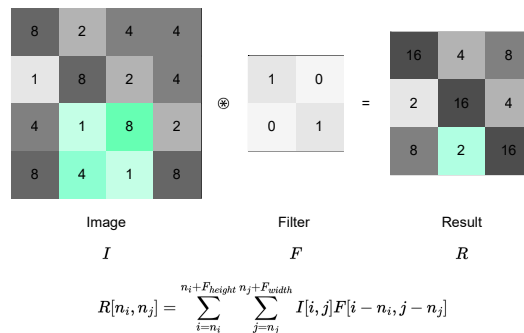 8 2 4 4
1 8 2 4
4 1 8 2
8 4 1 8
⊛
1 0
0 1
=
16 4 8
2 16 4
8 2 16
Image Filter Result
I F R
R[n_i, n_j] = \sum_{i=n_i}^{n_i+F_{height}} \sum_{j=n_j}^{n_j+F_{width}} I[i, j]F[i - n_i, j - n_j]